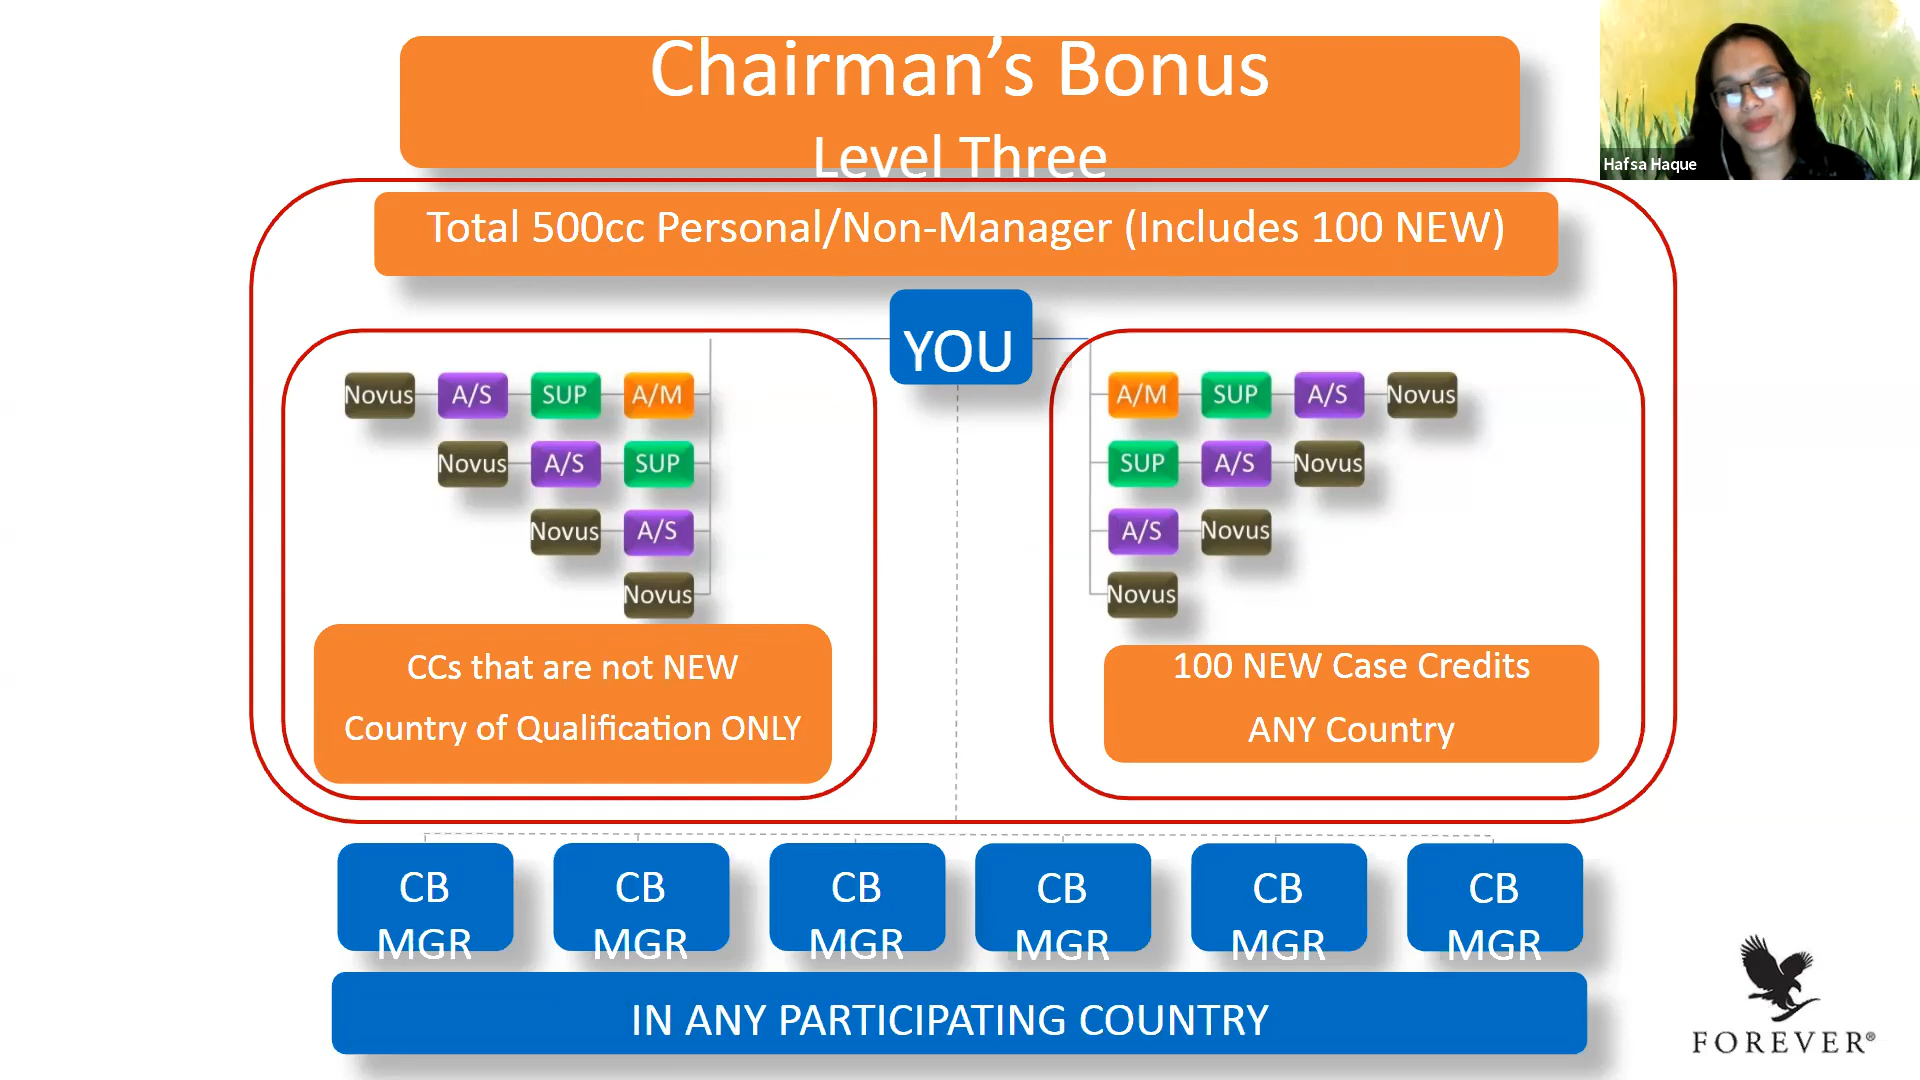 Chairman’s Bonus
Level Three
Hafsa Haque
Total 500cc Personal/Non-Manager (Includes 100 NEW)
YOU
Novus A/S SUP A/M
Novus A/S SUP
Novus A/S
Novus
A/M SUP A/S Novus
SUP A/S Novus
A/S Novus
Novus
CCs that are not NEW
Country of Qualification ONLY
100 NEW Case Credits
ANY Country
CB MGR
CB MGR
CB MGR
CB MGR
CB MGR
CB MGR
IN ANY PARTICIPATING COUNTRY
FOREVER®